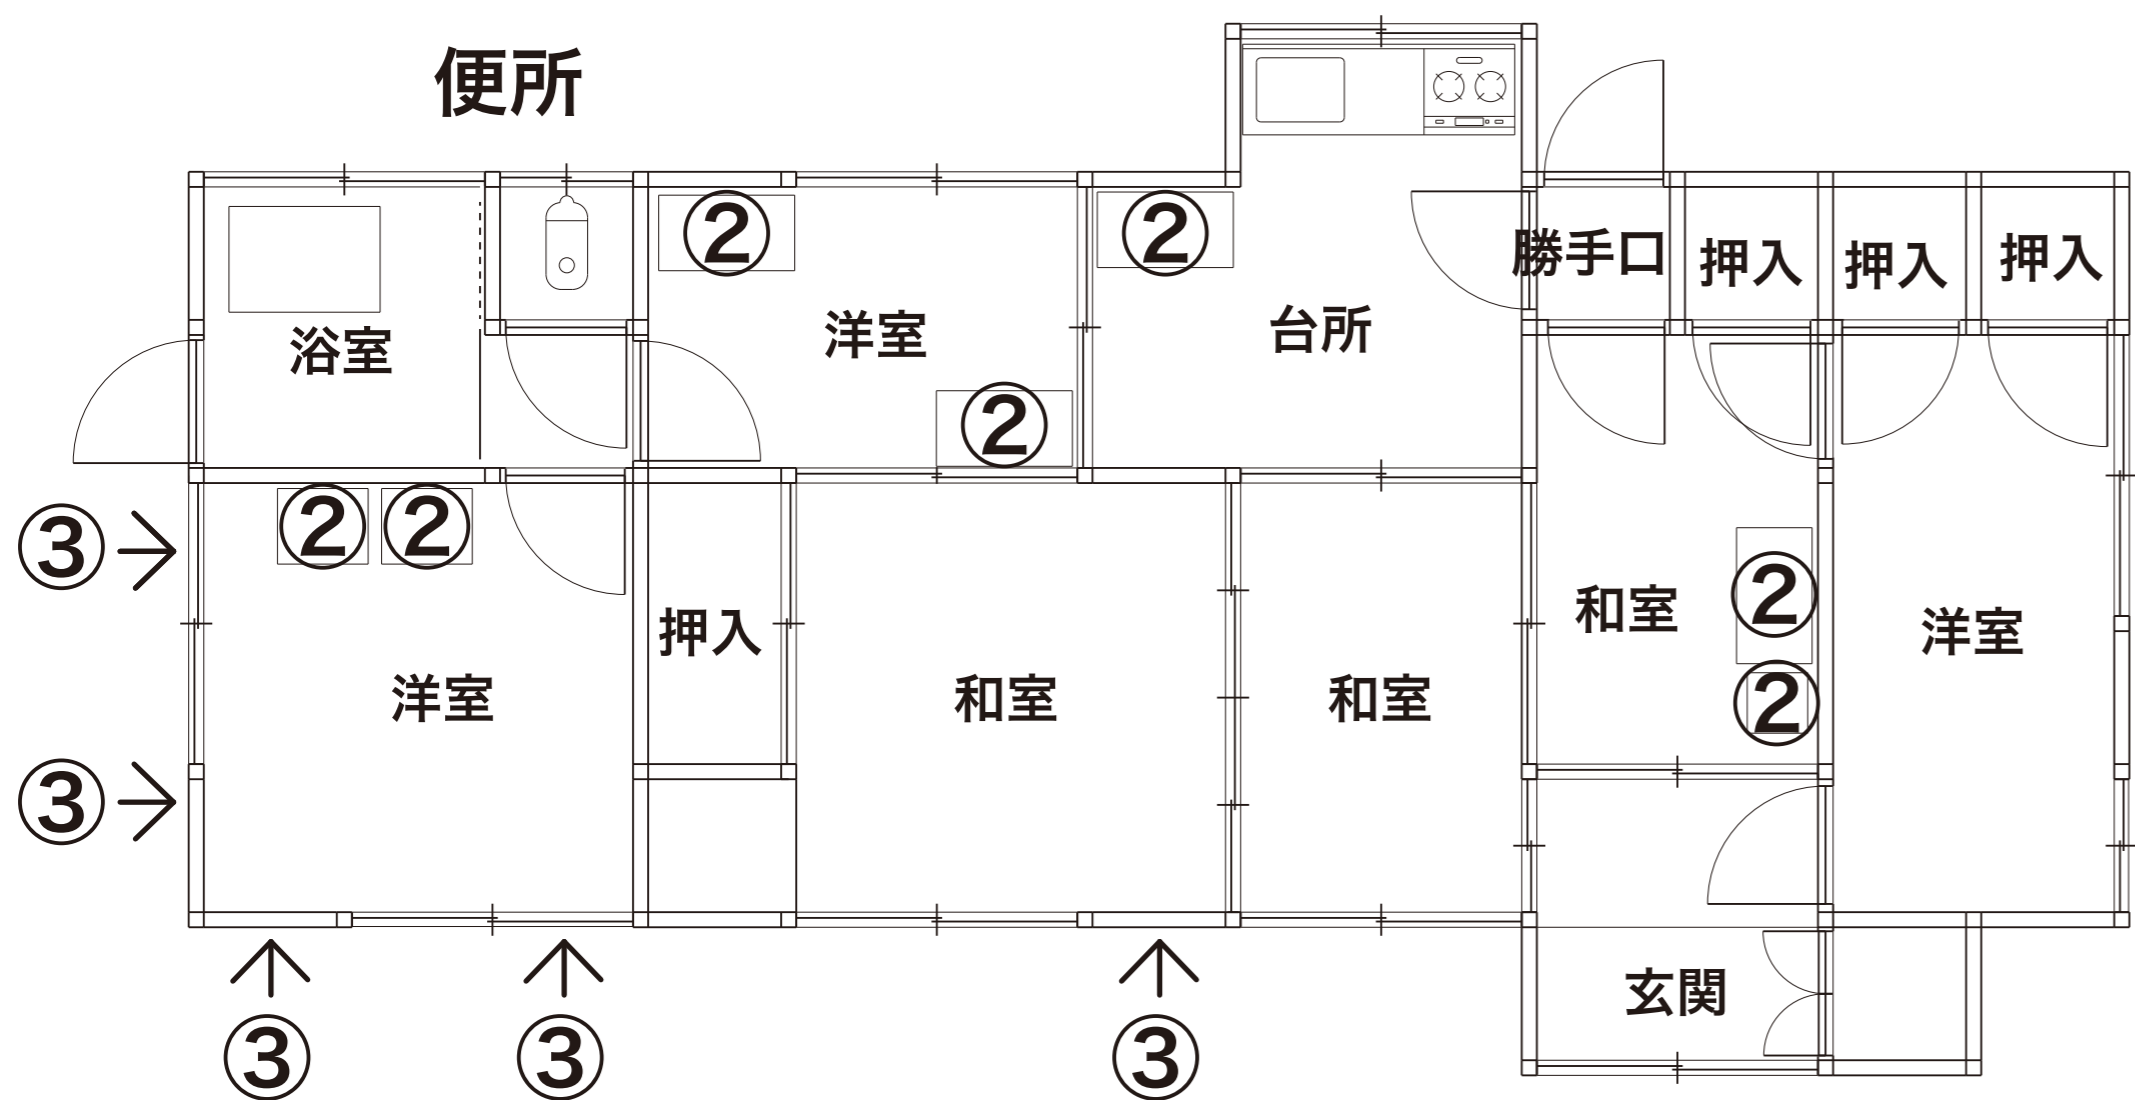 便所
② ②
勝手口 押入 押入 押入
浴室 洋室 台所
②
③ ② ②
押入 和室 ② 洋室
洋室 和室 和室 ②
③
玄関
③ ③ ③